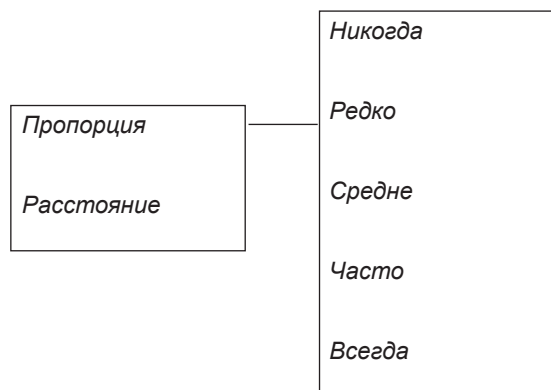 Пропорция
Расстояние
Никогда
Редко
Средне
Часто
Всегда